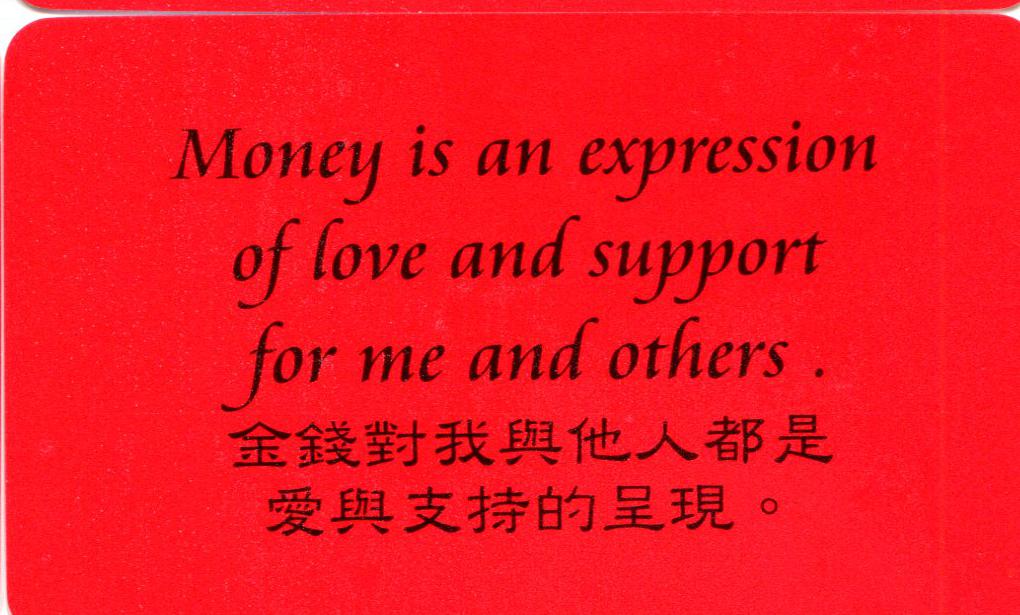 Money is an expression
of love and support
for me and others .
金錢對我與他人都是
愛與支持的呈現。